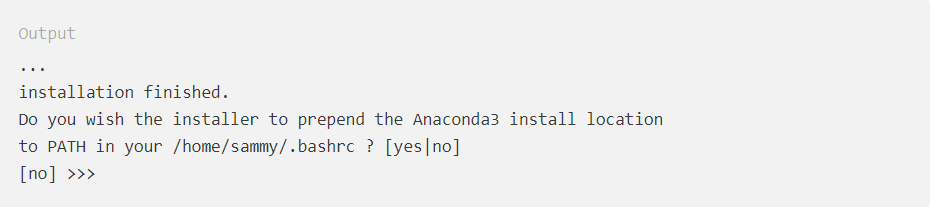 Output
...
installation finished.
Do you wish the installer to prepend the Anaconda3 install location
to PATH in your /home/sammy/.bashrc ? [yes|no]
[no] >>>